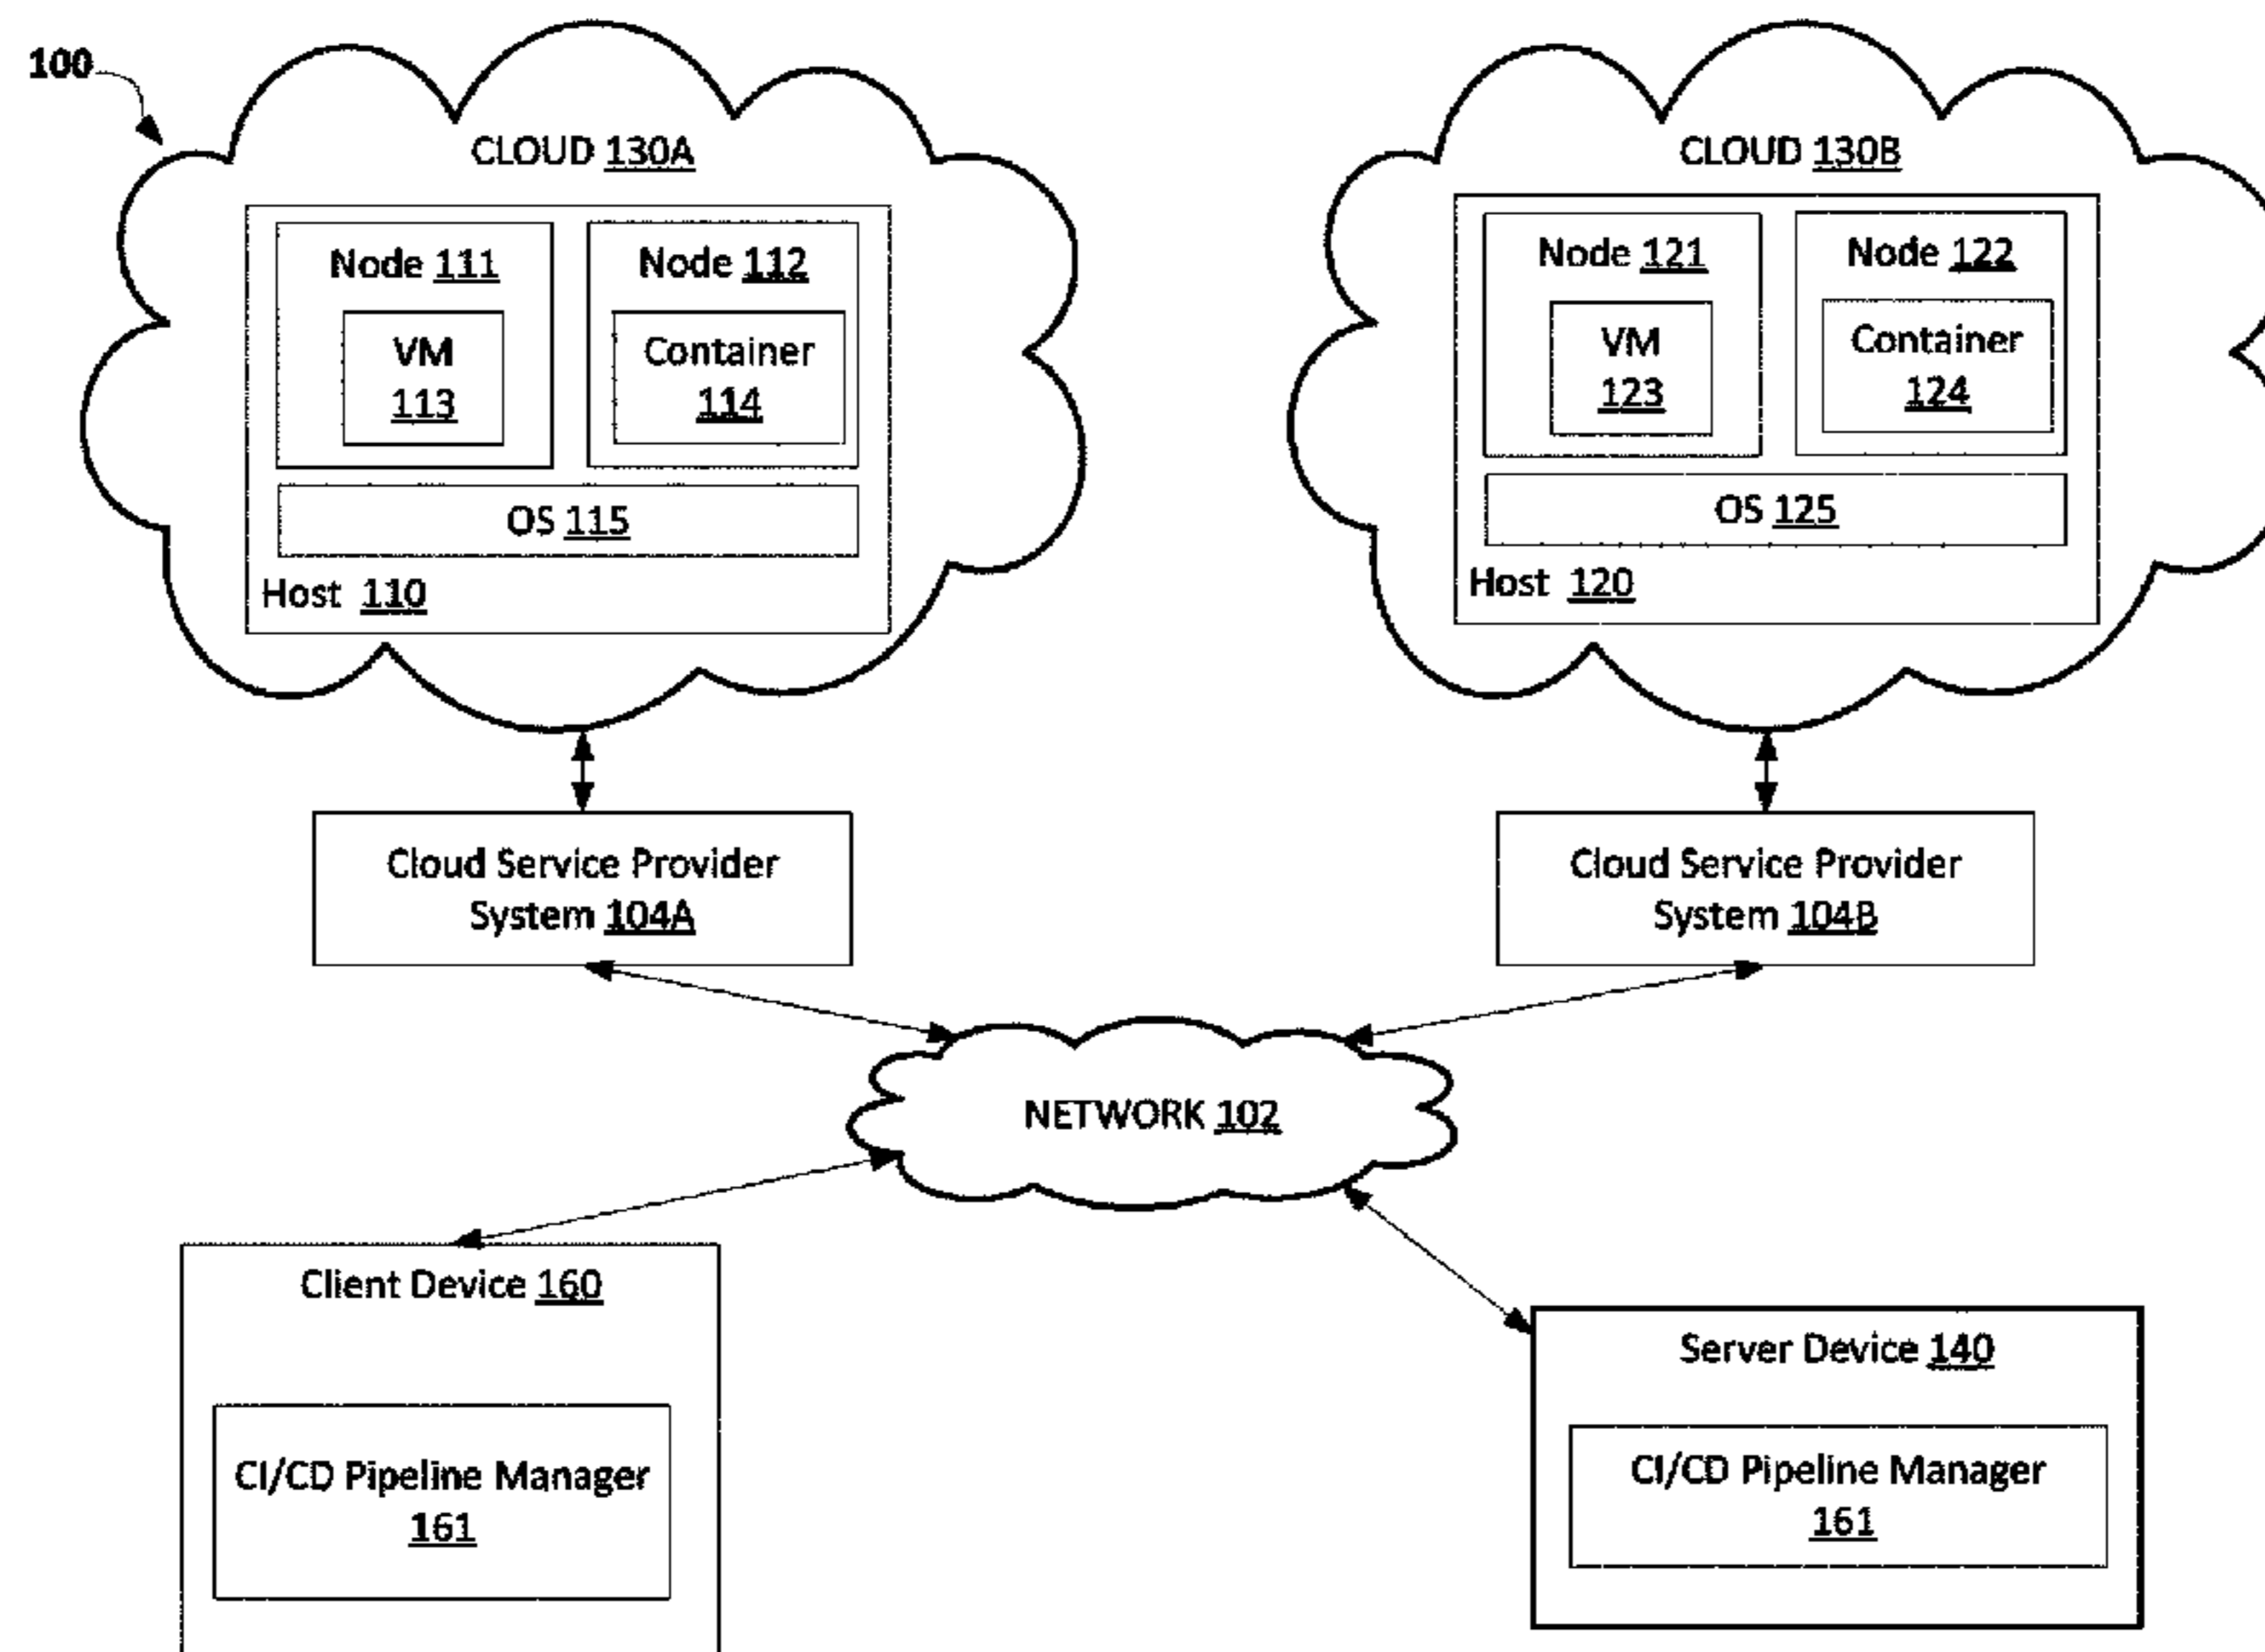 100
CLOUD 130A
Node 111
Node 112
VM
113
Container
114
OS 115
Host 110
CLOUD 130B
Node 121
Node 122
VM
123
Container
124
OS 125
Host 120
Cloud Service Provider
System 104A
Cloud Service Provider
System 104B
NETWORK 102
Client Device 160
CI/CD Pipeline Manager
161
Server Device 140
CI/CD Pipeline Manager
161